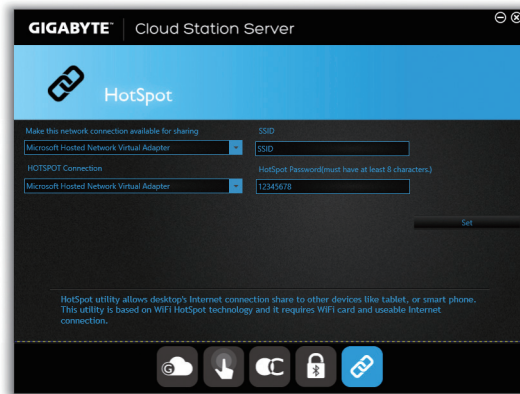 GIGABYTE™ Cloud Station Server
HotSpot
Make this network connection available for sharing
Microsoft Hosted Network Virtual Adapter
SSID
SSID
HOTSPOT Connection
Microsoft Hosted Network Virtual Adapter
HotSpot Password(must have at least 8 characters.)
12345678
Set
HotSpot utility allows desktop's Internet connection share to other devices like tablet, or smart phone.
This utility is based on WiFi HotSpot technology and it requires WiFi card and useable Internet
connection.
G